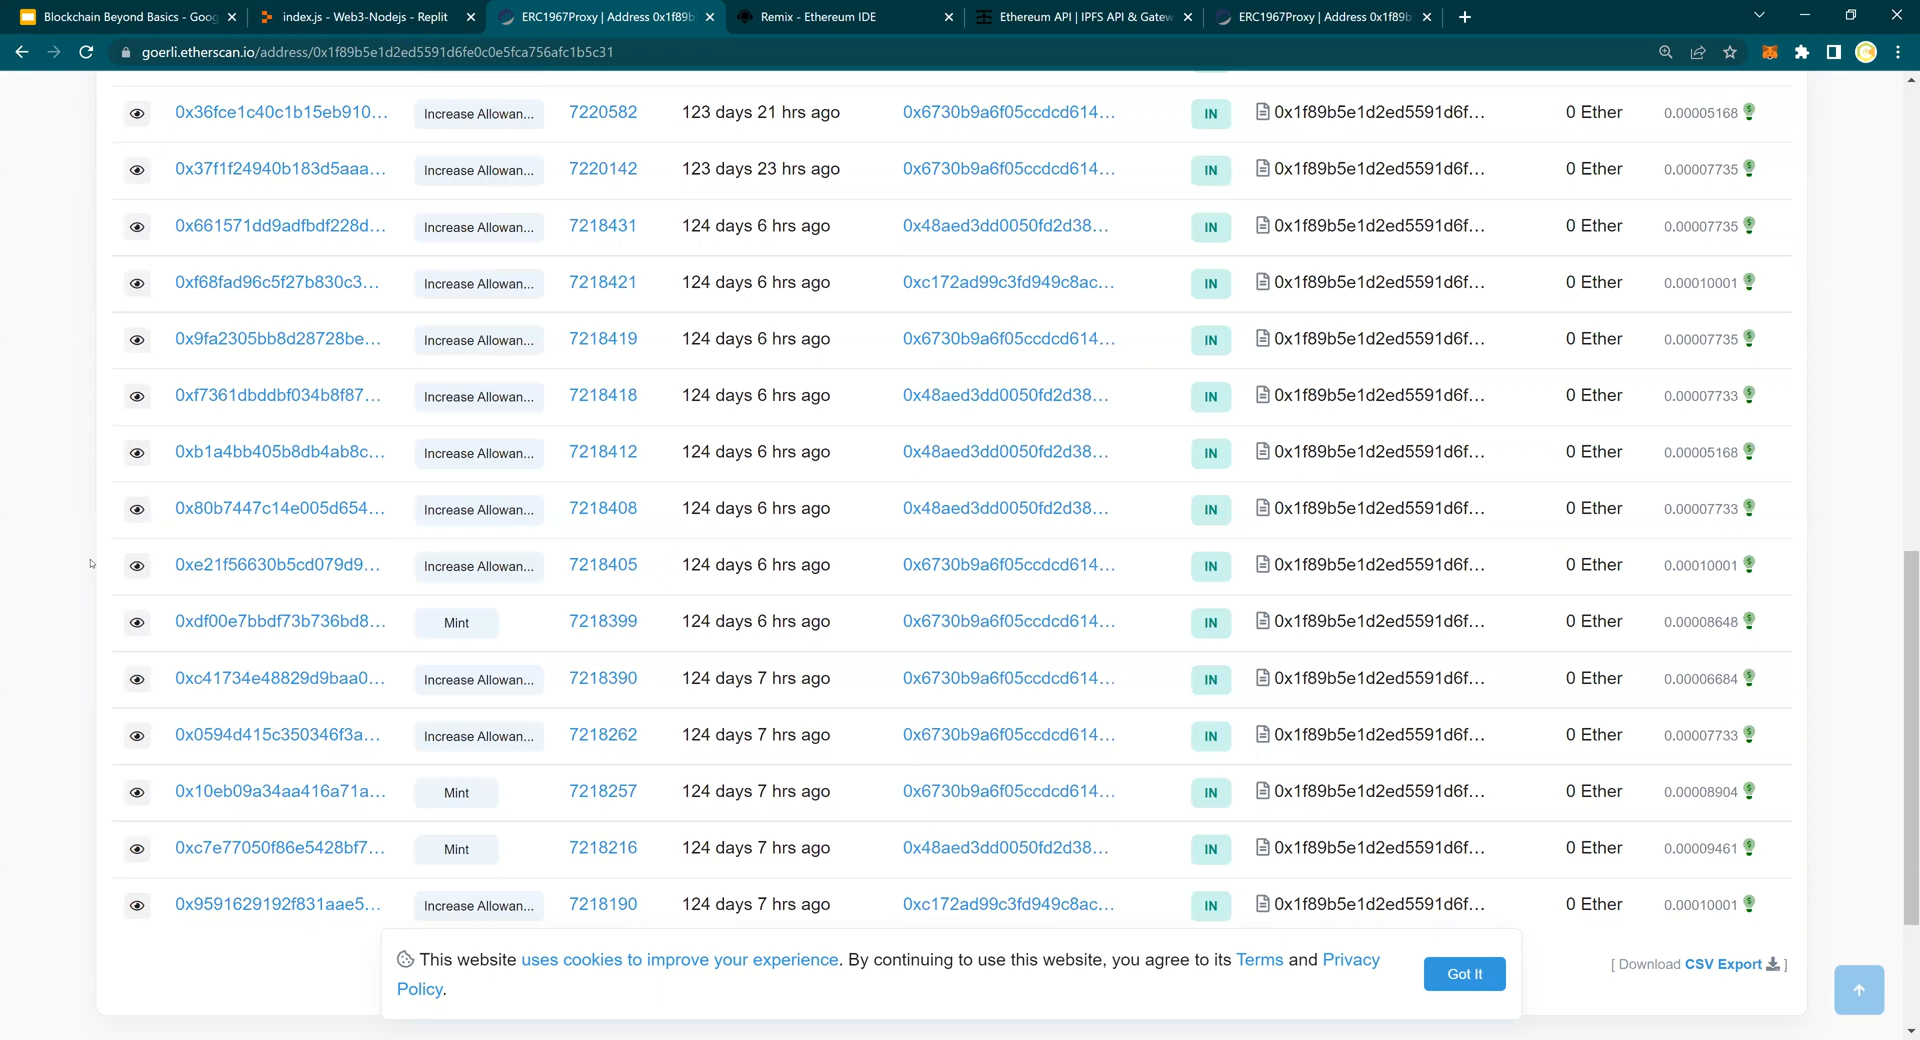 Blockchain Beyond Basics - Goog
index.js - Web3-Nodejs - Replit
ERC1967Proxy | Address 0x1f89b
Remix - Ethereum IDE
Ethereum API | IPFS API & Gatew
ERC1967Proxy | Address 0x1f89b
goerli.etherscan.io/address/0x1f89b5e1d2ed5591d6fe0c0e5fca756afc1b5c31
0x36fce1c40c1b15eb910... Increase Allowan... 7220582 123 days 21 hrs ago 0x6730b9a6f05ccdcd614... IN 0x1f89b5e1d2ed5591d6f... 0 Ether 0.00005168
0x37f1f24940b183d5aaa... Increase Allowan... 7220142 123 days 23 hrs ago 0x6730b9a6f05ccdcd614... IN 0x1f89b5e1d2ed5591d6f... 0 Ether 0.00007735
0x661571dd9adfbdf228d... Increase Allowan... 7218431 124 days 6 hrs ago 0x48aed3dd0050fd2d38... IN 0x1f89b5e1d2ed5591d6f... 0 Ether 0.00007735
0xf68fad96c5f27b830c3... Increase Allowan... 7218421 124 days 6 hrs ago 0xc172ad99c3fd949c8ac... IN 0x1f89b5e1d2ed5591d6f... 0 Ether 0.00010001
0x9fa2305bb8d28728be... Increase Allowan... 7218419 124 days 6 hrs ago 0x6730b9a6f05ccdcd614... IN 0x1f89b5e1d2ed5591d6f... 0 Ether 0.00007735
0xf7361dbddbf034b8f87... Increase Allowan... 7218418 124 days 6 hrs ago 0x48aed3dd0050fd2d38... IN 0x1f89b5e1d2ed5591d6f... 0 Ether 0.00007733
0xb1a4bb405b8db4ab8c... Increase Allowan... 7218412 124 days 6 hrs ago 0x48aed3dd0050fd2d38... IN 0x1f89b5e1d2ed5591d6f... 0 Ether 0.00005168
0x80b7447c14e005d654... Increase Allowan... 7218408 124 days 6 hrs ago 0x48aed3dd0050fd2d38... IN 0x1f89b5e1d2ed5591d6f... 0 Ether 0.00007733
0xe21f56630b5cd079d9... Increase Allowan... 7218405 124 days 6 hrs ago 0x6730b9a6f05ccdcd614... IN 0x1f89b5e1d2ed5591d6f... 0 Ether 0.00010001
0xdf00e7bbdf73b736bd8... Mint 7218399 124 days 6 hrs ago 0x6730b9a6f05ccdcd614... IN 0x1f89b5e1d2ed5591d6f... 0 Ether 0.00008648
0xc41734e48829d9baa0... Increase Allowan... 7218390 124 days 7 hrs ago 0x6730b9a6f05ccdcd614... IN 0x1f89b5e1d2ed5591d6f... 0 Ether 0.00006684
0x0594d415c350346f3a... Increase Allowan... 7218262 124 days 7 hrs ago 0x6730b9a6f05ccdcd614... IN 0x1f89b5e1d2ed5591d6f... 0 Ether 0.00007733
0x10eb09a34aa416a71a... Mint 7218257 124 days 7 hrs ago 0x6730b9a6f05ccdcd614... IN 0x1f89b5e1d2ed5591d6f... 0 Ether 0.00008904
0xc7e77050f86e5428bf7... Mint 7218216 124 days 7 hrs ago 0x48aed3dd0050fd2d38... IN 0x1f89b5e1d2ed5591d6f... 0 Ether 0.00009461
0x9591629192f831aae5... Increase Allowan... 7218190 124 days 7 hrs ago 0xc172ad99c3fd949c8ac... IN 0x1f89b5e1d2ed5591d6f... 0 Ether 0.00010001
This website uses cookies to improve your experience. By continuing to use this website, you agree to its Terms and Privacy
Policy.
Got It
[ Download CSV Export ]